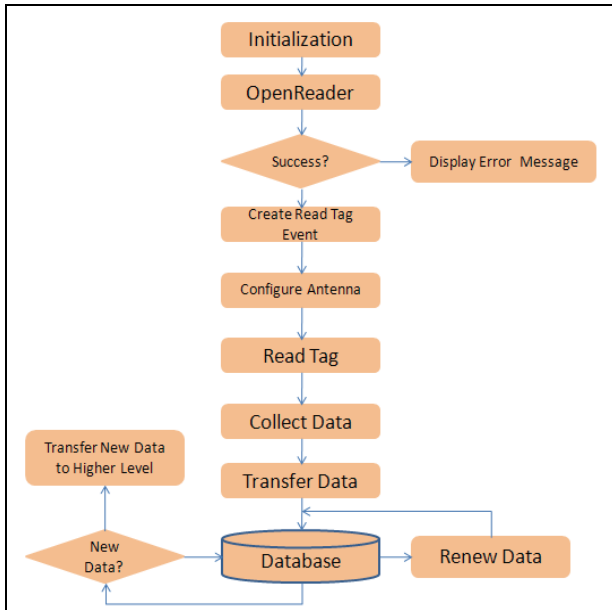 Initialization
OpenReader
Success?
Display Error Message
Create Read Tag
Event
Configure Antenna
Read Tag
Collect Data
Transfer New Data
to Higher Level
Transfer Data
New
Data?
Database
Renew Data